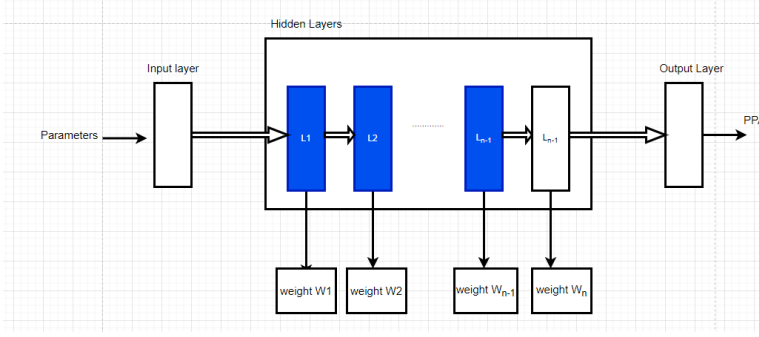 Hidden Layers
Input layer
Output Layer
Parameters
L1
L2
.............
Lₙ₋₁
Lₙ₋₁
weight W1
weight W2
weight Wₙ₋₁
weight Wₙ